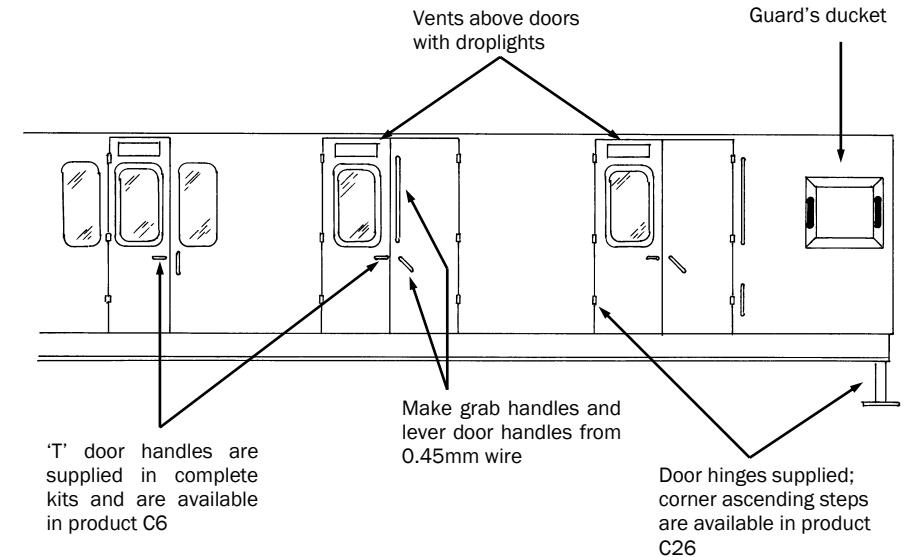 Vents above doors
with droplights
Guard's ducket
Make grab handles and
lever door handles from
0.45mm wire
'T' door handles are
supplied in complete
kits and are available
in product C6
Door hinges supplied;
corner ascending steps
are available in product
C26